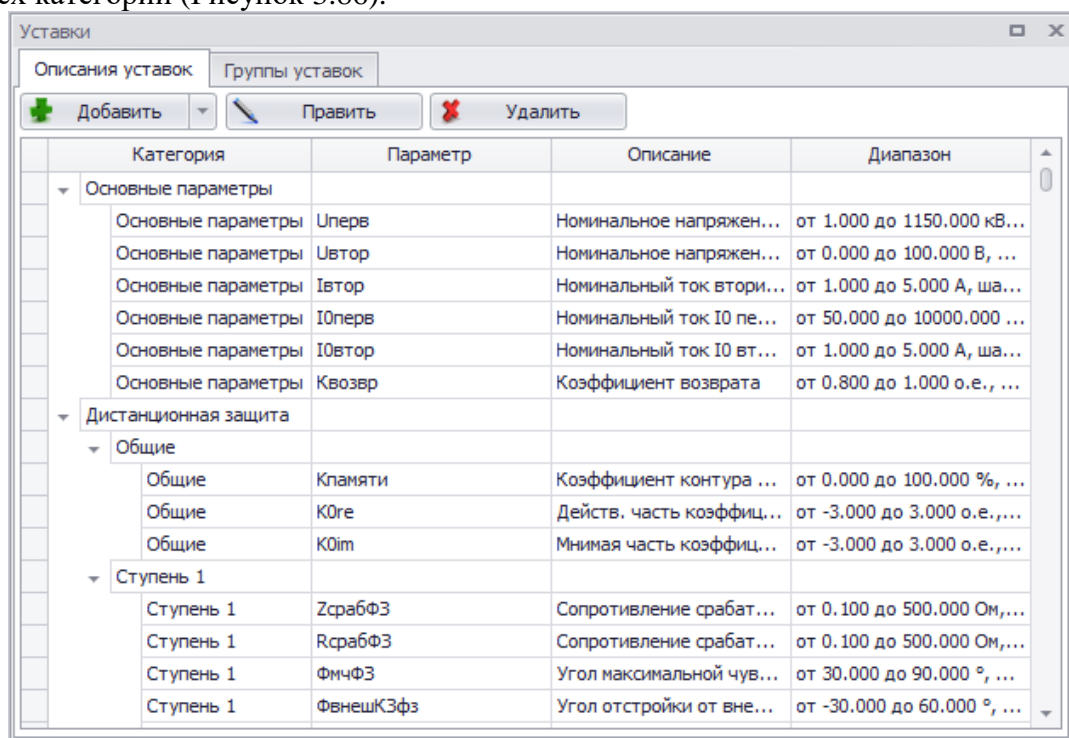 ех категорий (Рисунок 3.86).
Уставки
Описания уставок Группы уставок
Добавить Править Удалить
Категория Параметр Описание Диапазон
Основные параметры
Основные параметры Uперв Номинальное напряжен... от 1.000 до 1150.000 кВ...
Основные параметры Uвтор Номинальное напряжен... от 0.000 до 100.000 В, ...
Основные параметры Iвтор Номинальный ток втори... от 1.000 до 5.000 А, ша...
Основные параметры I0перв Номинальный ток I0 пе... от 50.000 до 10000.000 ...
Основные параметры I0втор Номинальный ток I0 вт... от 1.000 до 5.000 А, ша...
Основные параметры Kвозвр Коэффициент возврата от 0.800 до 1.000 о.е., ...
Дистанционная защита
Общие
Общие Kпамяти Коэффициент контура ... от 0.000 до 100.000 %, ...
Общие K0re Действ. часть коэффиц... от -3.000 до 3.000 о.е.,...
Общие K0im Мнимая часть коэффиц... от -3.000 до 3.000 о.е.,...
Ступень 1
Ступень 1 ZсрабФЗ Сопротивление срабат... от 0.100 до 500.000 Ом,...
Ступень 1 RсрабФЗ Сопротивление срабат... от 0.100 до 500.000 Ом,...
Ступень 1 ФмчФЗ Угол максимальной чув... от 30.000 до 90.000 °, ...
Ступень 1 ФвнешКЗфз Угол отстройки от вне... от -30.000 до 60.000 °, ...